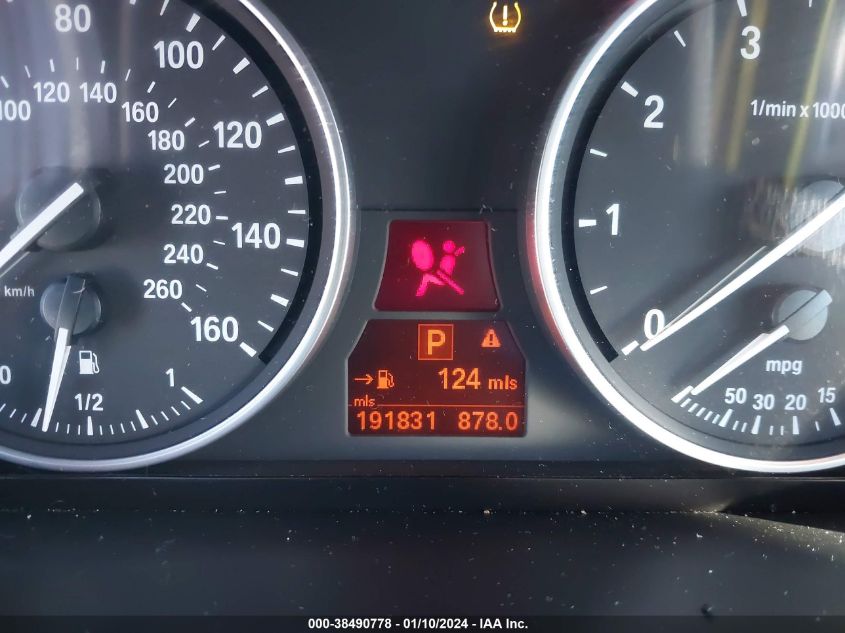 80
100
120
140
160
100 120 140
160
180
200
220
240
260
km/h
0 1/2 1
P
→ 124 mls
mls
191831 878.0
3
2
1
0
1/min x 1000
mpg
50 30 20 15
000-38490778 - 01/10/2024 - IAA Inc.